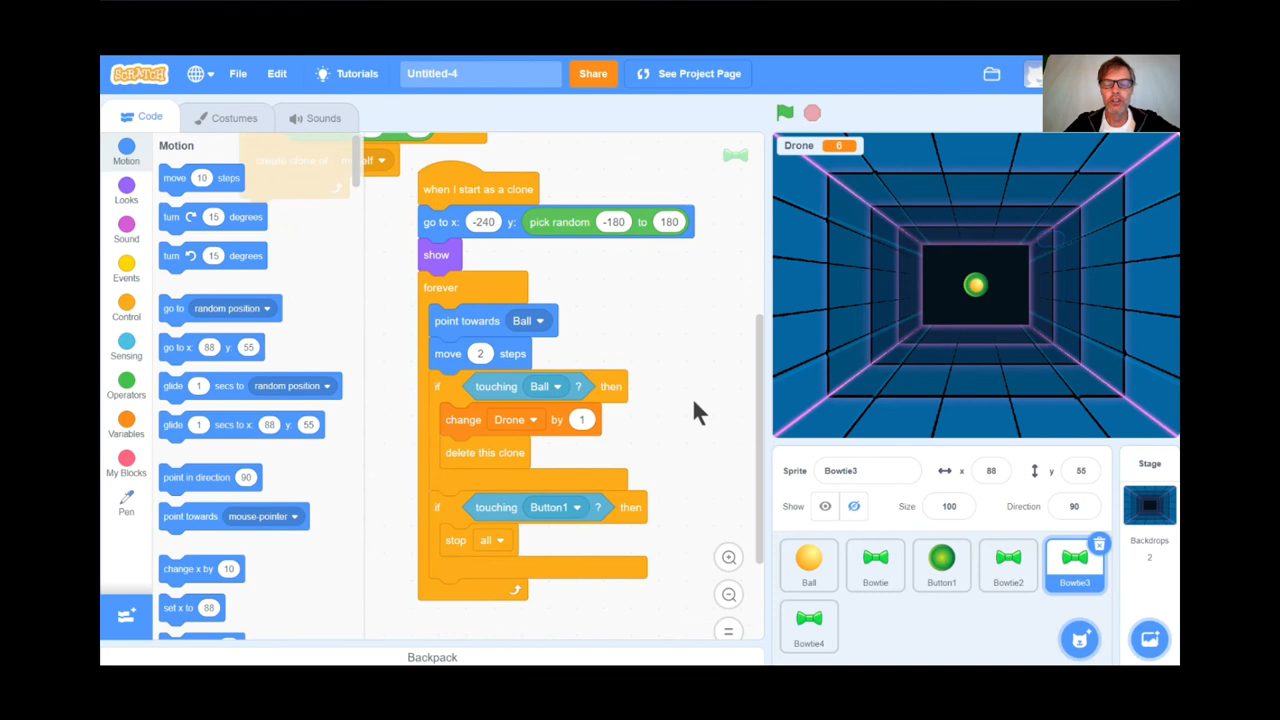 SCRATCH File Edit Tutorials Untitled-4 Share See Project Page
Code Costumes Sounds
Motion
Looks
Sound
Events
Control
Sensing
Operators
Variables
My Blocks
Pen
Motion
move 10 steps
turn 15 degrees
turn 15 degrees
go to random position
go to x: 88 y: 55
glide 1 secs to random position
glide 1 secs to x: 88 y: 55
point in direction 90
point towards mouse-pointer
change x by 10
set x to 88
create clone of myself
when I start as a clone
go to x: -240 y: pick random -180 to 180
show
forever
point towards Ball
move 2 steps
if touching Ball ? then
change Drone by 1
delete this clone
if touching Button1 ? then
stop all
Backpack
Drone 6
Sprite Bowtie3 x 88 y 55
Show Size 100 Direction 90
Ball Bowtie Button1 Bowtie2 Bowtie3
Bowtie4
Stage
Backdrops
2